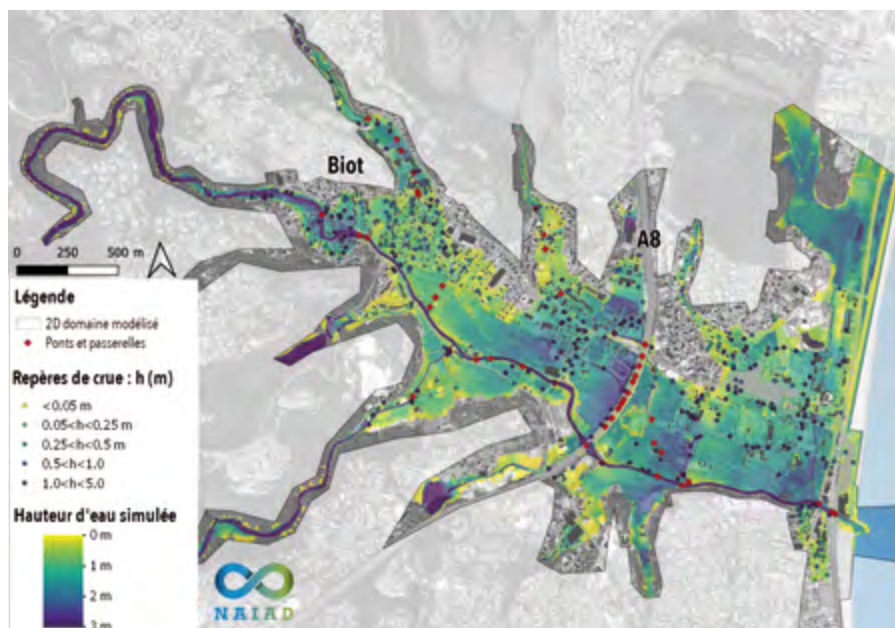 Biot
A8
0 250 500 m
Légende
2D domaine modélisé
Ponts et passerelles
Repères de crue : h (m)
<0.05 m
0.05<h<0.25 m
0.25<h<0.5 m
0.5<h<1.0
1.0<h<5.0
Hauteur d'eau simulée
0 m
1 m
2 m
3 m
NAIAD